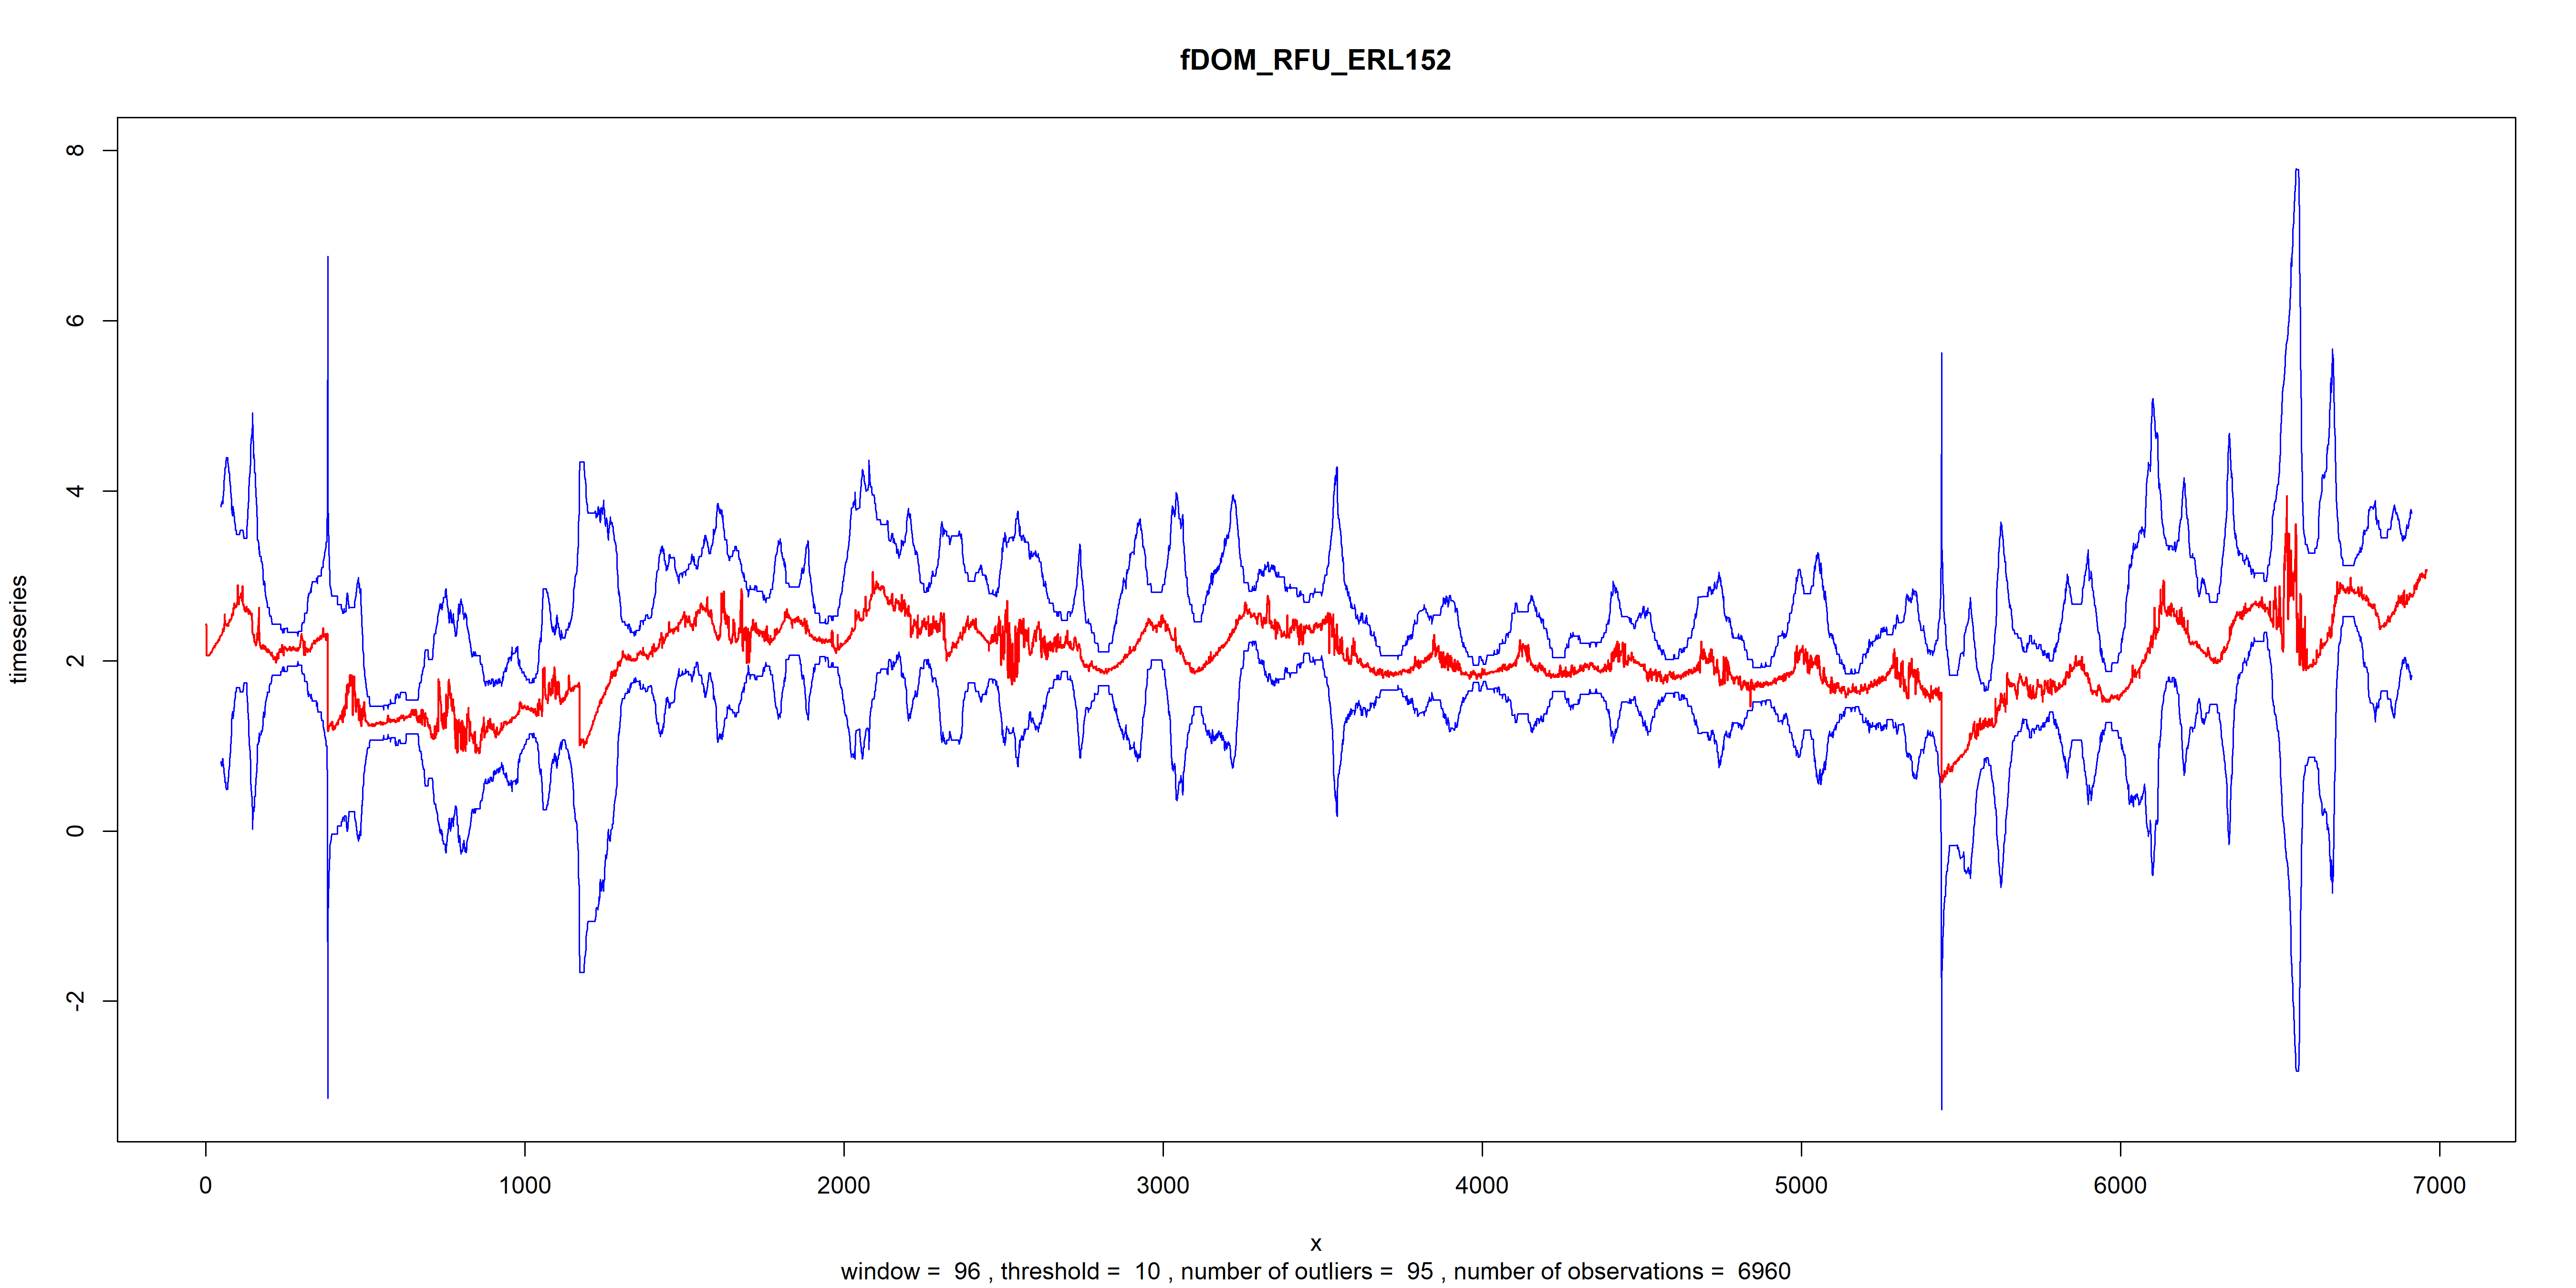 fDOM_RFU_ERL152
8
6
4
2
0
-2
timeseries
0 1000 2000 3000 4000 5000 6000 7000
x
window =  96 , threshold =  10 , number of outliers =  95 , number of observations =  6960